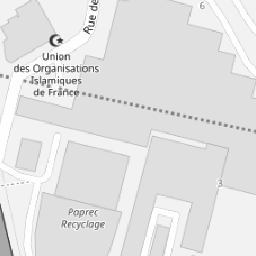 6
Rue de
Union
des Organisations
Islamiques
de France
3
Paprec
Recyclage